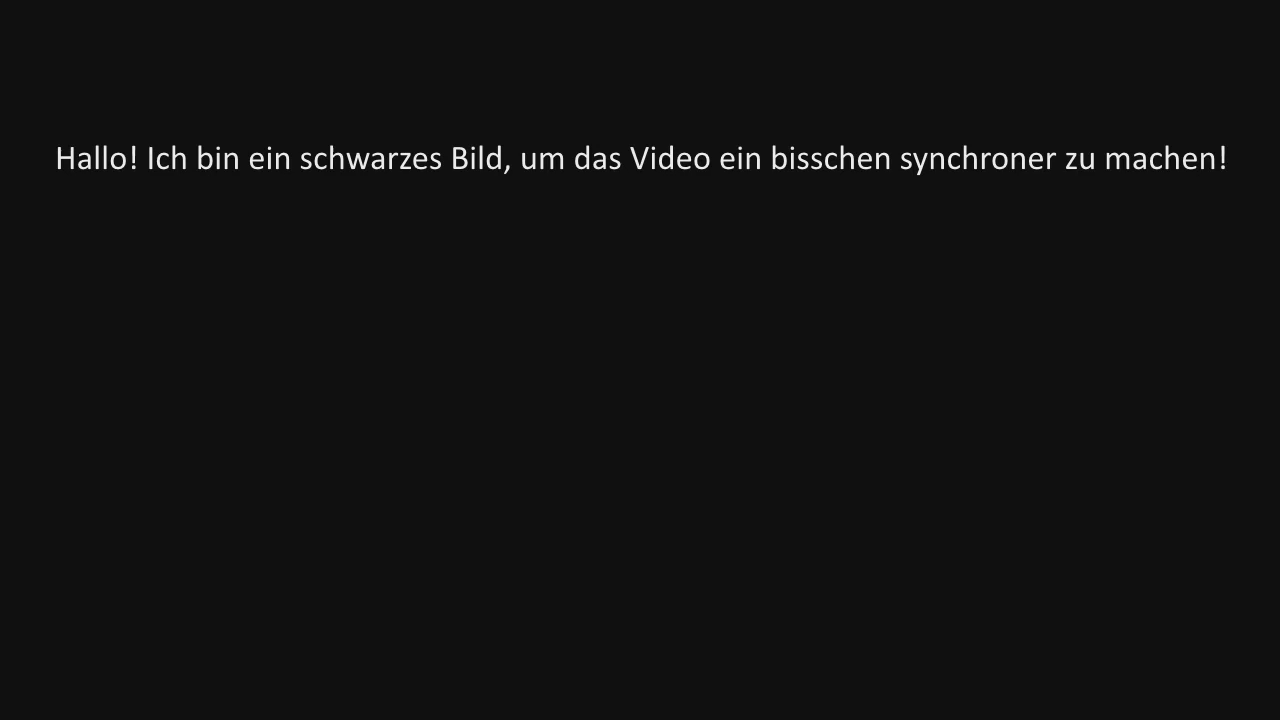 Hallo! Ich bin ein schwarzes Bild, um das Video ein bisschen synchroner zu machen!